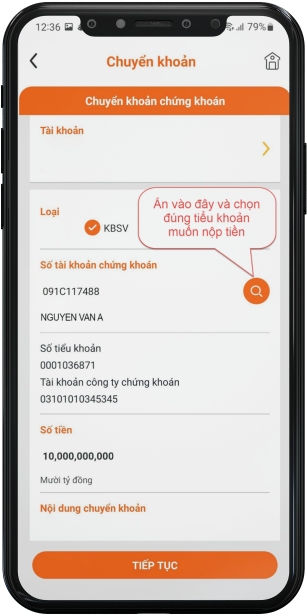 12:36
79%
Chuyển khoản
Chuyển khoản chứng khoán
Tài khoản
Loại
KBSV
Ấn vào đây và chọn
đúng tiểu khoản
muốn nộp tiền
Số tài khoản chứng khoán
091C117488
NGUYEN VAN A
Số tiểu khoản
0001036871
Tài khoản công ty chứng khoán
03101010345345
Số tiền
10,000,000,000
Mười tỷ đồng
Nội dung chuyển khoản
TIẾP TỤC